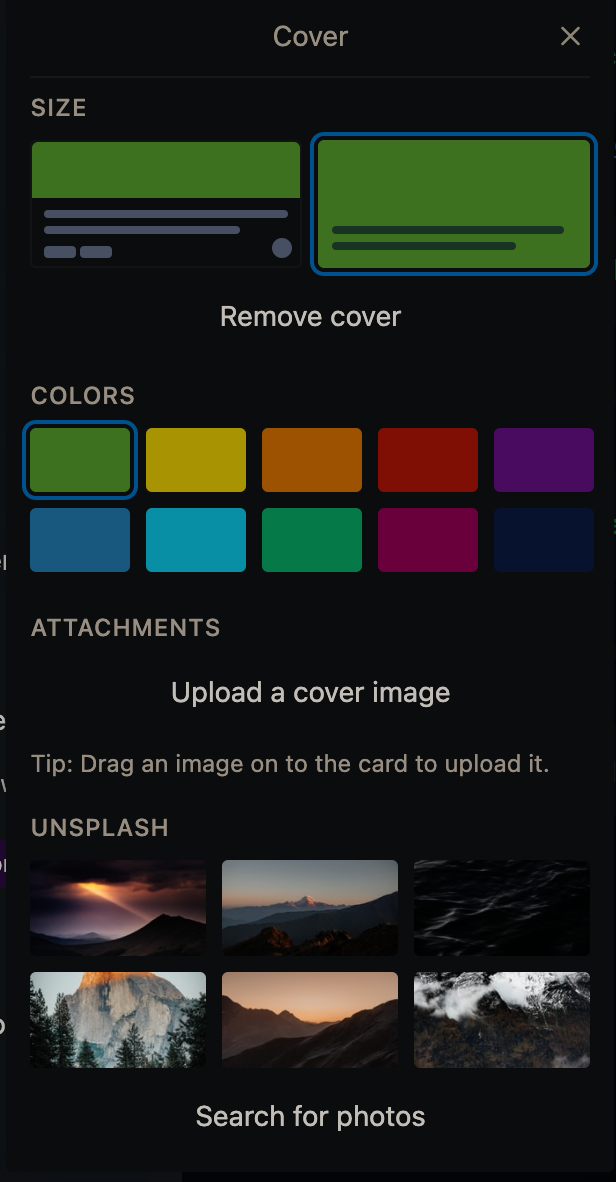 Cover
SIZE
Remove cover
COLORS
ATTACHMENTS
Upload a cover image
Tip: Drag an image on to the card to upload it.
UNSPLASH
Search for photos